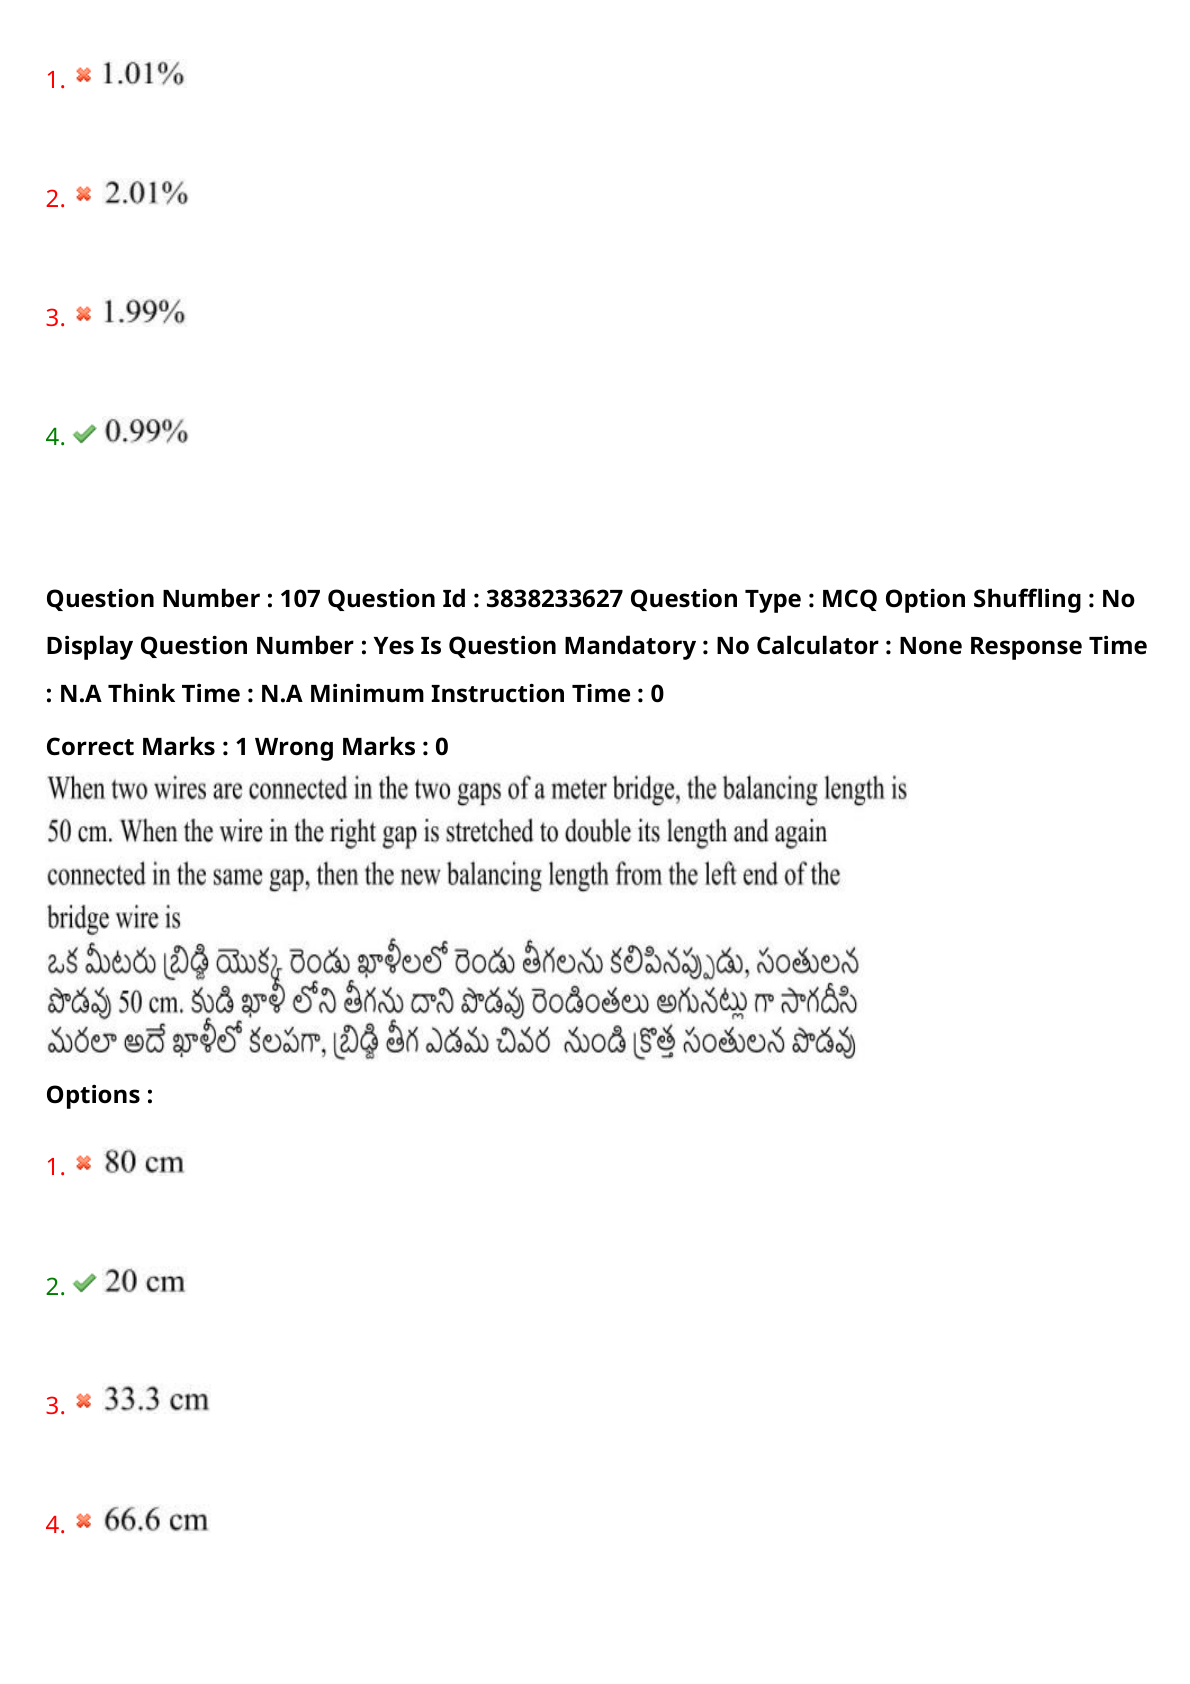 1. 1.01%
2. 2.01%
3. 1.99%
4. 0.99%
Question Number : 107 Question Id : 3838233627 Question Type : MCQ Option Shuffling : No
Display Question Number : Yes Is Question Mandatory : No Calculator : None Response Time
: N.A Think Time : N.A Minimum Instruction Time : 0
Correct Marks : 1 Wrong Marks : 0
When two wires are connected in the two gaps of a meter bridge, the balancing length is
50 cm. When the wire in the right gap is stretched to double its length and again
connected in the same gap, then the new balancing length from the left end of the
bridge wire is
ఒక మీటరు బ్రిడ్జి యొక్క రెండు ఖాళీలలో రెండు తీగలను కలిపినప్పుడు, సంతులన
పొడవు 50 cm. కుడి ఖాళీ లోని తీగను దాని పొడవు రెండింతలు అగునట్లు గా సాగదీసి
మరలా అదే ఖాళీలో కలపగా, బ్రిడ్జి తీగ ఎడమ చివర నుండి క్రొత్త సంతులన పొడవు
Options :
1. 80 cm
2. 20 cm
3. 33.3 cm
4. 66.6 cm